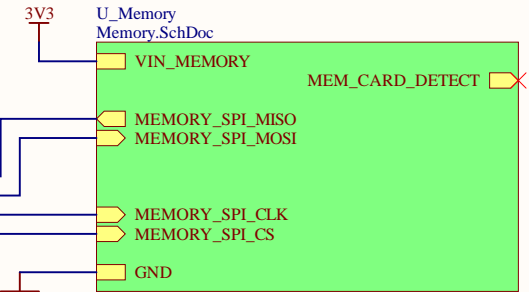 3V3
U_Memory
Memory.SchDoc
VIN_MEMORY
MEM_CARD_DETECT
MEMORY_SPI_MISO
MEMORY_SPI_MOSI
MEMORY_SPI_CLK
MEMORY_SPI_CS
GND